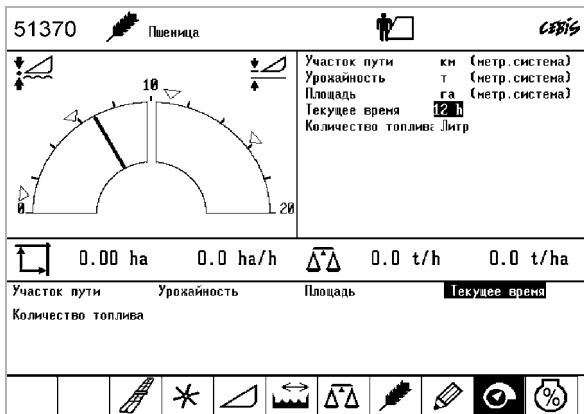 51370 Пшеница CEBIS
Участок пути км (метр.система)
Урожайность т (метр.система)
Площадь га (метр.система)
Текущее время 12 h
Количество топлива Литр
10
0 20
0.00 ha 0.0 ha/h 0.0 t/h 0.0 t/ha
Участок пути Урожайность Площадь Текущее время
Количество топлива
%